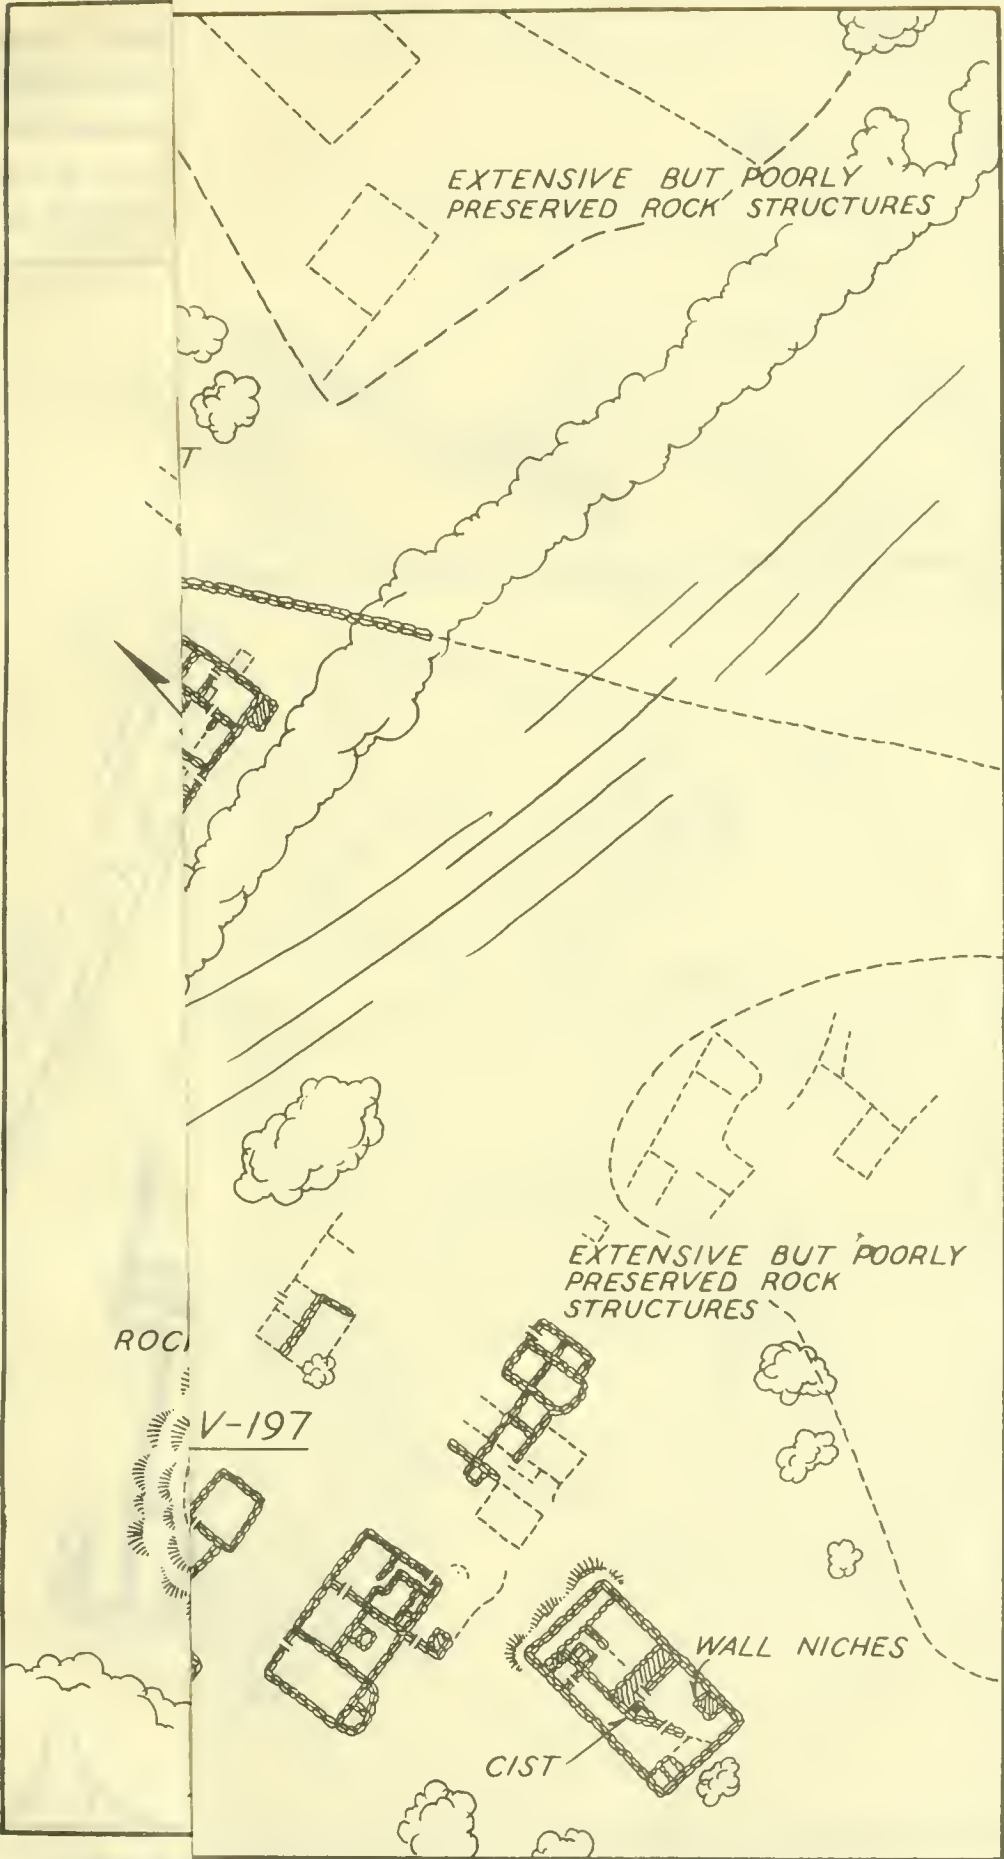 EXTENSIVE BUT POORLY
PRESERVED ROCK STRUCTURES
T
EXTENSIVE BUT POORLY
PRESERVED ROCK
STRUCTURES
V-197
WALL NICHES
CIST